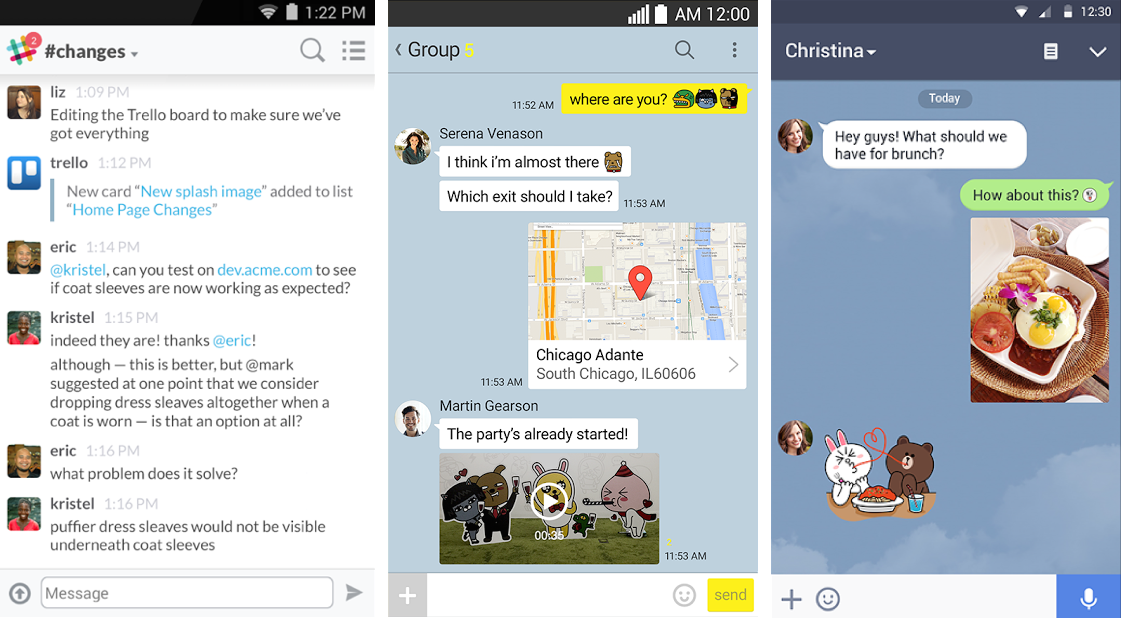 1:22 PM
2
#changes
liz 1:09 PM
Editing the Trello board to make sure we've
got everything
trello 1:12 PM
New card “New splash image” added to list
“Home Page Changes”
eric 1:14 PM
@kristel, can you test on dev.acme.com to see
if coat sleeves are now working as expected?
kristel 1:15 PM
indeed they are! thanks @eric!
although — this is better, but @mark
suggested at one point that we consider
dropping dress sleaves altogether when a
coat is worn — is that an option at all?
eric 1:16 PM
what problem does it solve?
kristel 1:16 PM
puffier dress sleaves would not be visible
underneath coat sleeves
Message
AM 12:00
Group 5
where are you?
11:52 AM
Serena Venason
I think i'm almost there
Which exit should I take?
11:53 AM
Chicago Adante
South Chicago, IL60606
11:53 AM
Martin Gearson
The party's already started!
00:35
2
11:53 AM
send
12:30
Christina
Today
Hey guys! What should we
have for brunch?
How about this?